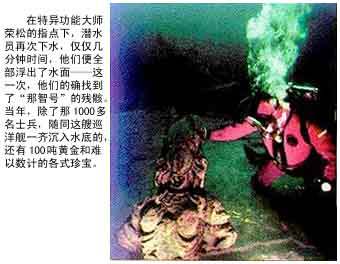 在特异功能大师
荣松的指点下，潜水
员再次下水，仅仅几
分钟时间，他们便全
部浮出了水面——这
一次，他们的确找到
了“那智号”的残骸。
当年，除了那1000多
名士兵，随同这艘巡
洋舰一齐沉入水底的，
还有100吨黄金和难
以数计的各式珍宝。